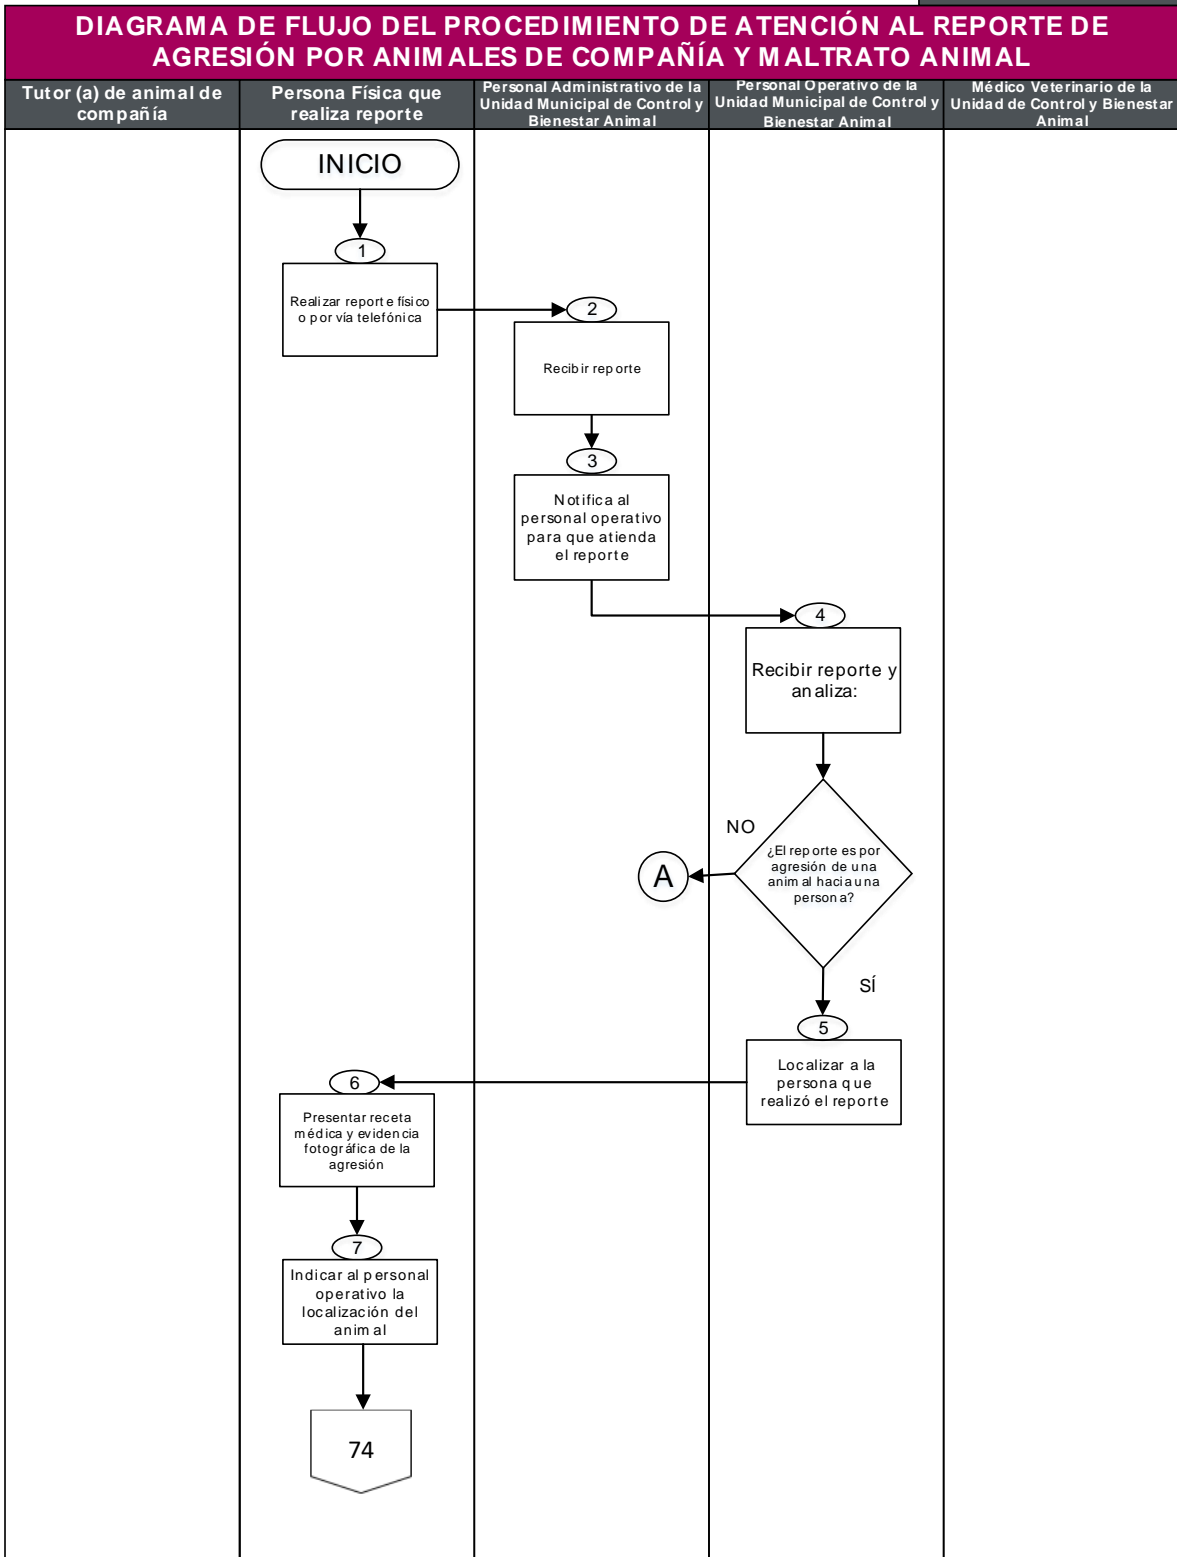 DIAGRAMA DE FLUJO DEL PROCEDIMIENTO DE ATENCIÓN AL REPORTE DE
AGRESIÓN POR ANIMALES DE COMPAÑÍA Y MALTRATO ANIMAL
Tutor (a) de animal de
compañía
Persona Física que
realiza reporte
Personal Administrativo de la
Unidad Municipal de Control y
Bienestar Animal
Personal Operativo de la
Unidad Municipal de Control y
Bienestar Animal
Médico Veterinario de la
Unidad de Control y Bienestar
Animal
INICIO
1
Realizar reporte físico
o por vía telefónica
2
Recibir reporte
3
Notifica al
personal operativo
para que atienda
el reporte
4
Recibir reporte y
analiza:
NO
¿El reporte es por
agresión de una
animal hacia una
persona?
A
SÍ
5
Localizar a la
persona que
realizó el reporte
6
Presentar receta
médica y evidencia
fotográfica de la
agresión
7
Indicar al personal
operativo la
localización del
animal
74